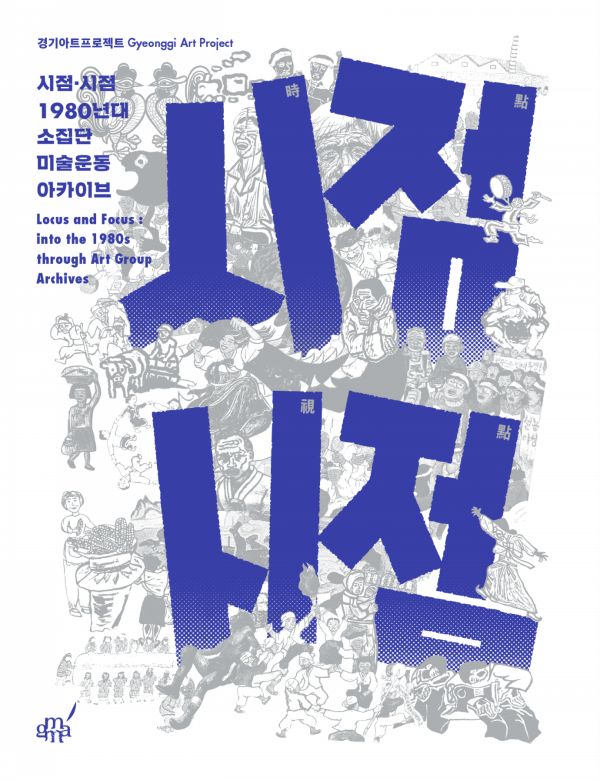 경기아트프로젝트 Gyeonggi Art Project
시점·시점
1980년대
소집단
미술운동
아카이브
Locus and Focus :
into the 1980s
through Art Group
Archives
시점
時 點
시점
視 點
gmma